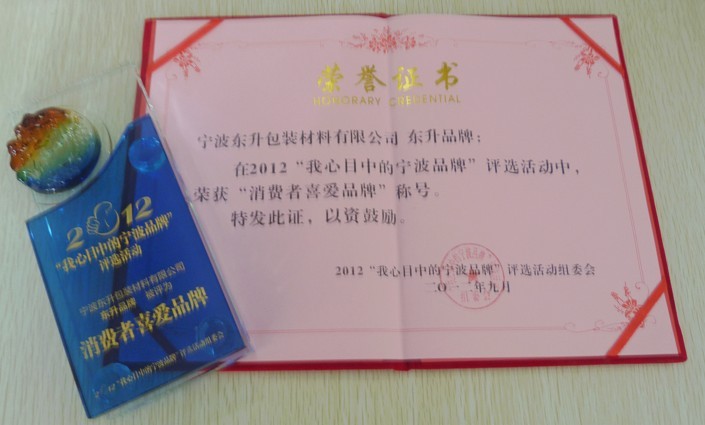 荣誉证书
HONORARY CREDENTIAL
宁波东升包装材料有限公司 东升品牌：
在2012“我心目中的宁波品牌”评选活动中，
荣获“消费者喜爱品牌”称号。
特发此证，以资鼓励。
2012“我心目中的宁波品牌”评选活动组委会
二〇一二年九月
2012
“我心目中的宁波品牌”
评选活动
宁波东升包装材料有限公司
东升品牌 被评为
消费者喜爱品牌
“我心目中的宁波品牌”评选活动组委会